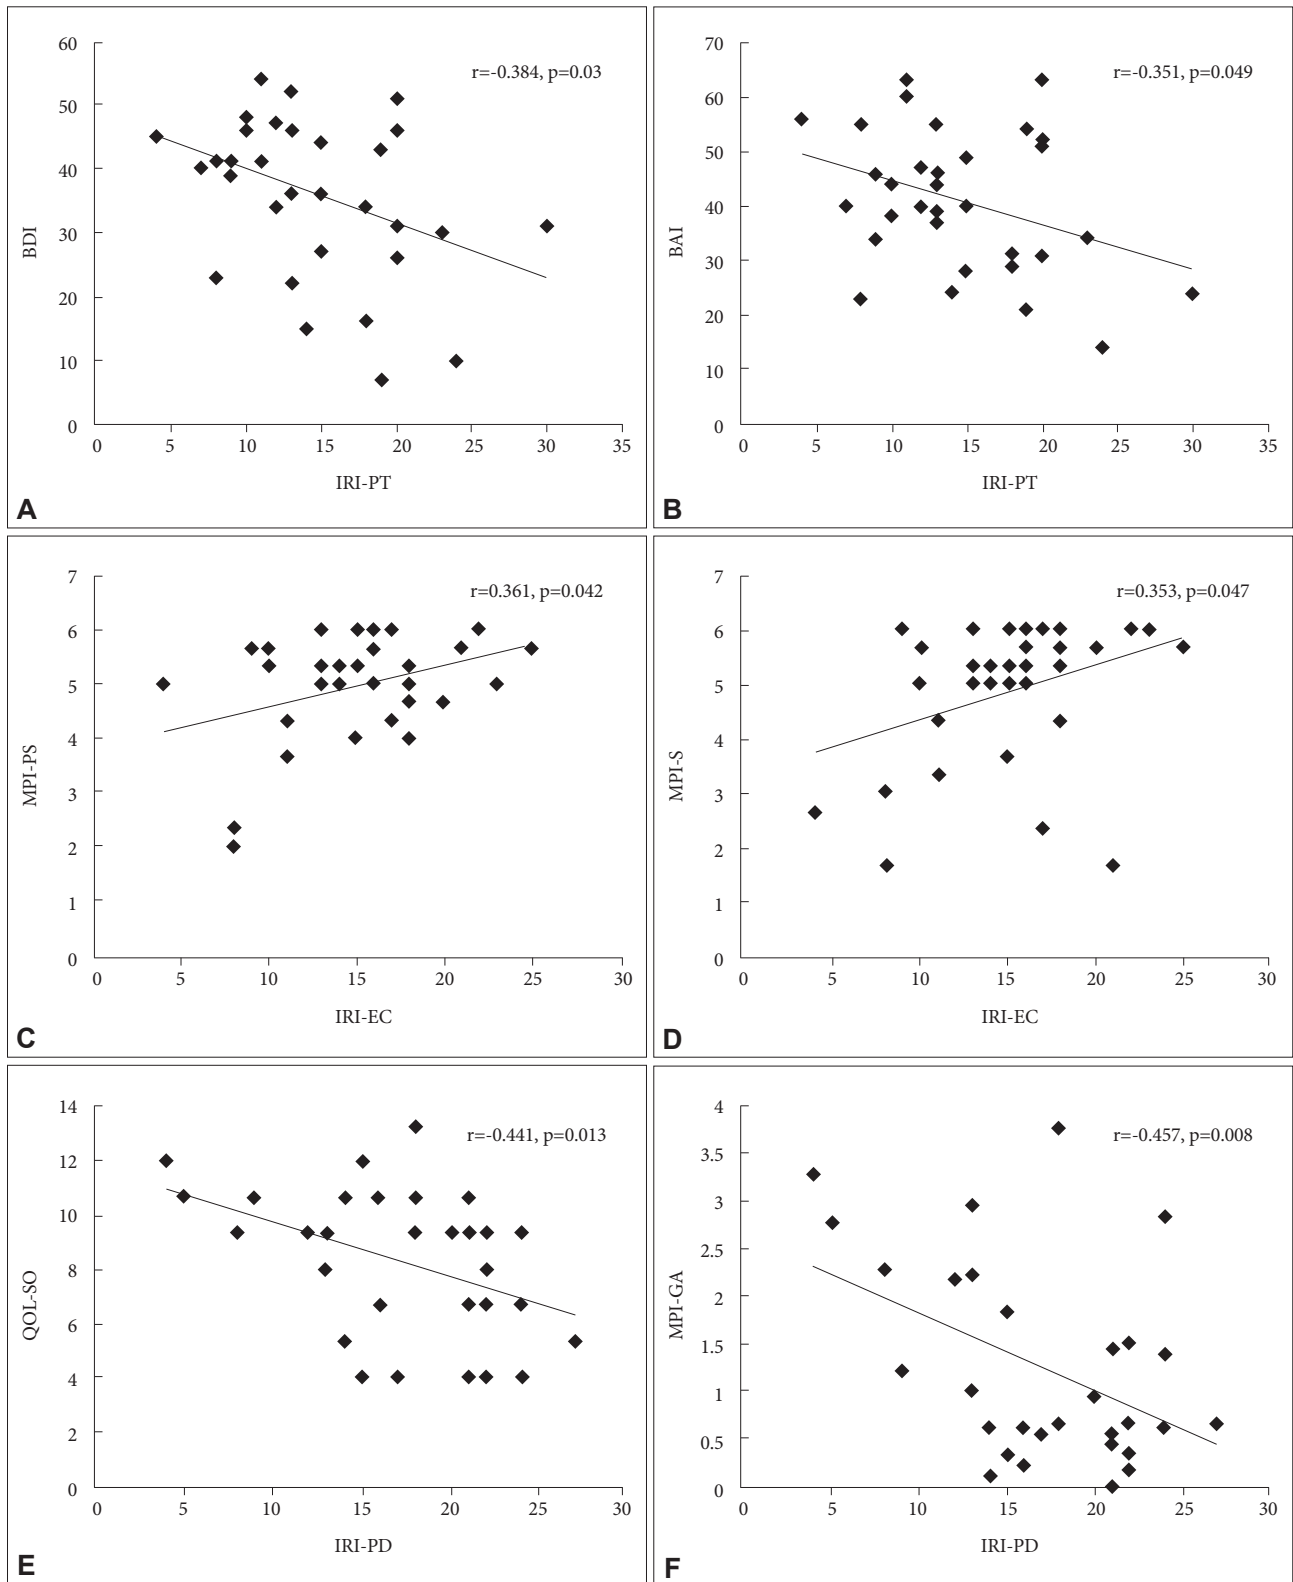 60
50
40
30
20
10
0
BDI
r=-0.384, p=0.03
0 5 10 15 20 25 30 35
IRI-PT
A
70
60
50
40
30
20
10
0
BAI
r=-0.351, p=0.049
0 5 10 15 20 25 30 35
IRI-PT
B
7
6
5
4
3
2
1
0
MPI-PS
r=0.361, p=0.042
0 5 10 15 20 25 30
IRI-EC
C
7
6
5
4
3
2
1
0
MPI-S
r=0.353, p=0.047
0 5 10 15 20 25 30
IRI-EC
D
14
12
10
8
6
4
2
0
QOL-SO
r=-0.441, p=0.013
0 5 10 15 20 25 30
IRI-PD
E
4
3.5
3
2.5
2
1.5
1
0.5
0
MPI-GA
r=-0.457, p=0.008
0 5 10 15 20 25 30
IRI-PD
F